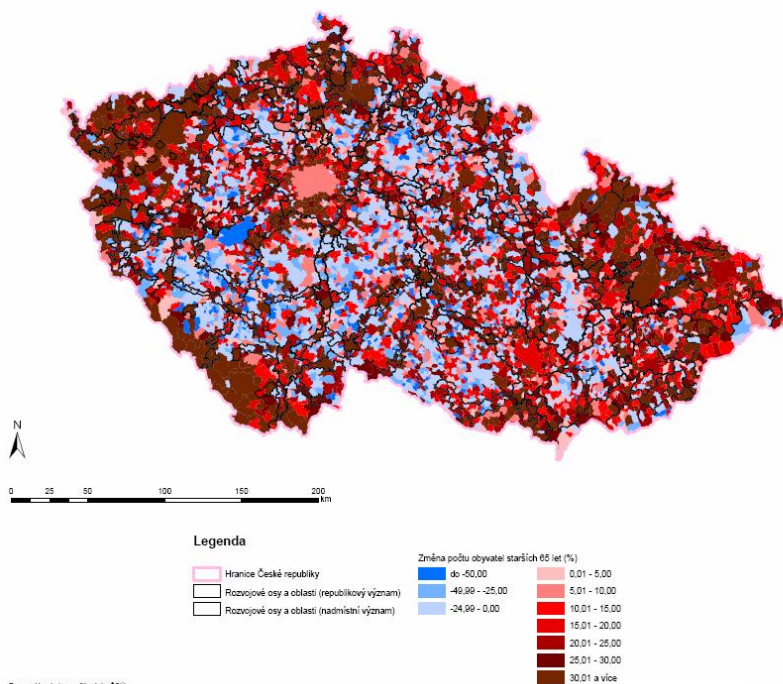 N
0 25 50 100 150 200
km
Legenda
Hranice České republiky
Rozvojové osy a oblasti (republikový význam)
Rozvojové osy a oblasti (nadmístní význam)
Změna počtu obyvatel starších 65 let (%)
do -50,00
-49,99 - -25,00
-24,99 - 0,00
0,01 - 5,00
5,01 - 10,00
10,01 - 15,00
15,01 - 20,00
20,01 - 25,00
25,01 - 30,00
30,01 a více